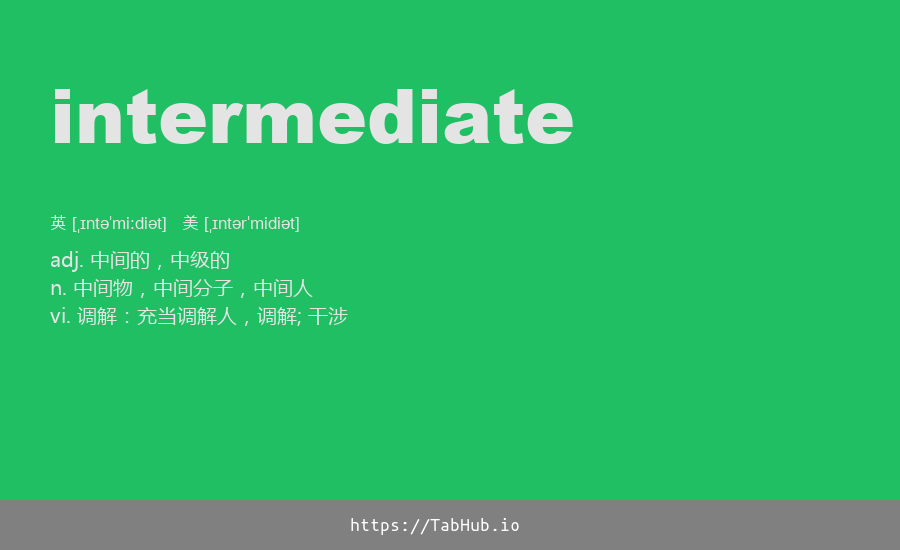 intermediate
英 [ˌɪntəˈmiːdiət] 美 [ˌɪntərˈmidiət]
adj. 中间的，中级的
n. 中间物，中间分子，中间人
vi. 调解：充当调解人，调解; 干涉
https://TabHub.io